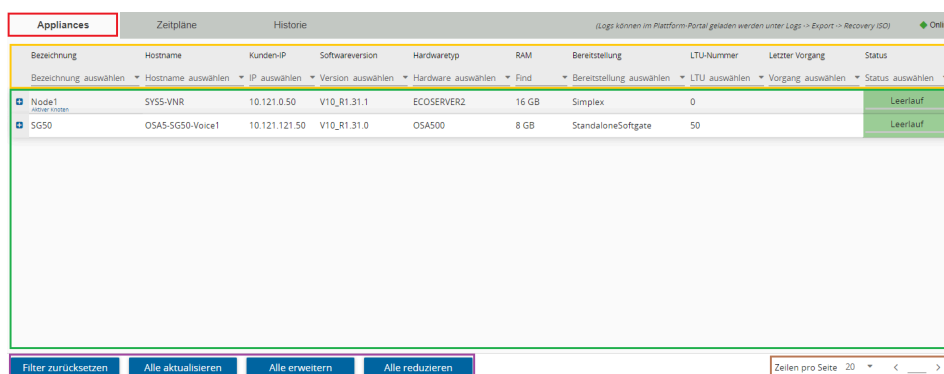 Appliances Zeitpläne Historie (Logs können im Plattform-Portal geladen werden unter Logs -> Export -> Recovery ISO) Onli
Bezeichnung Hostname Kunden-IP Softwareversion Hardwaretyp RAM Bereitstellung LTU-Nummer Letzter Vorgang Status
Bezeichnung auswählen Hostname auswählen IP auswählen Version auswählen Hardware auswählen Find Bereitstellung auswählen LTU auswählen Vorgang auswählen Status auswählen
Node1 SYS5-VNR 10.121.0.50 V10_R1.31.1 ECOSERVER2 16 GB Simplex 0 Leerlauf
Aktiver Knoten
SG50 OSA5-SG50-Voice1 10.121.121.50 V10_R1.31.0 OSA500 8 GB StandaloneSoftgate 50 Leerlauf
Filter zurücksetzen Alle aktualisieren Alle erweitern Alle reduzieren Zeilen pro Seite 20 < >